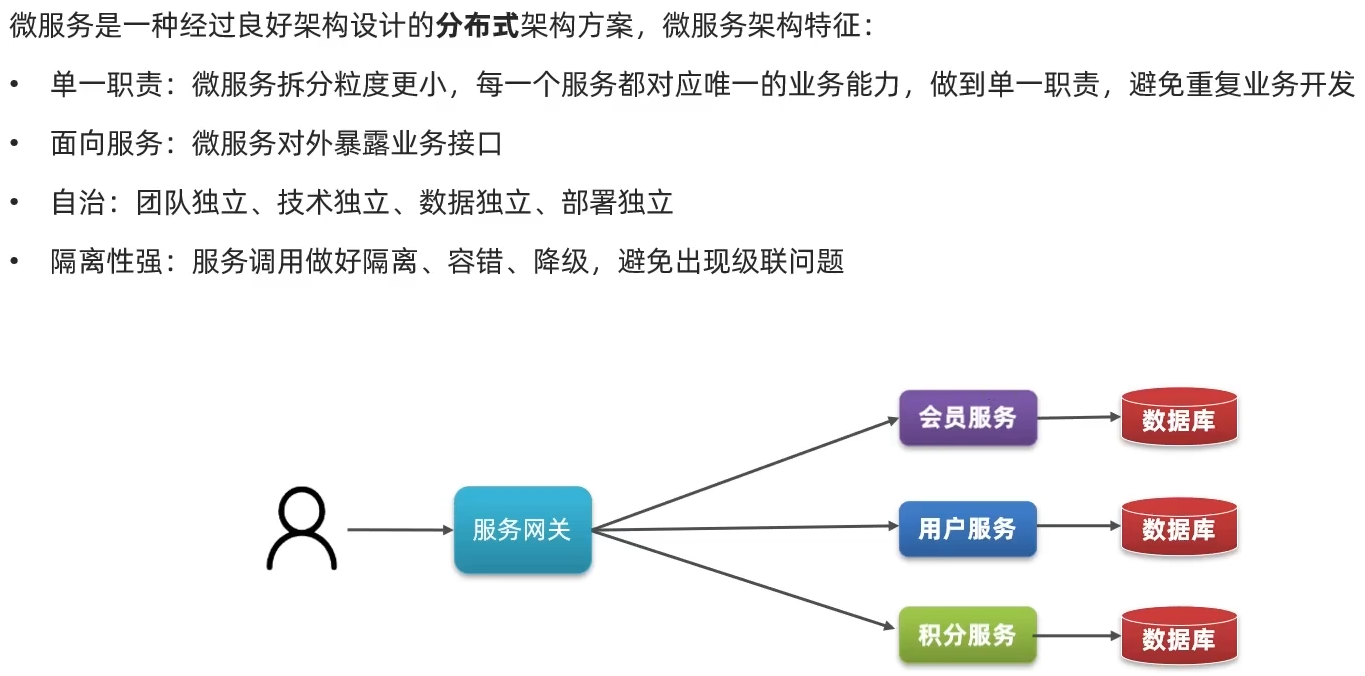 微服务是一种经过良好架构设计的分布式架构方案，微服务架构特征：
• 单一职责：微服务拆分粒度更小，每一个服务都对应唯一的业务能力，做到单一职责，避免重复业务开发
• 面向服务：微服务对外暴露业务接口
• 自治：团队独立、技术独立、数据独立、部署独立
• 隔离性强：服务调用做好隔离、容错、降级，避免出现级联问题
会员服务
数据库
服务网关
用户服务
数据库
积分服务
数据库